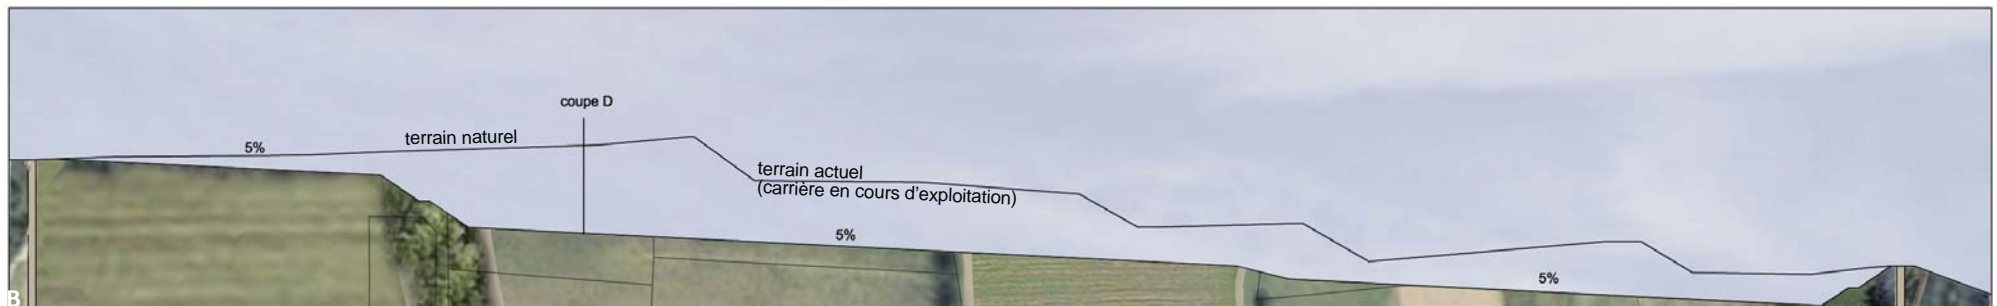 coupe D
5%
terrain naturel
terrain actuel
(carrière en cours d'exploitation)
5%
5%
B